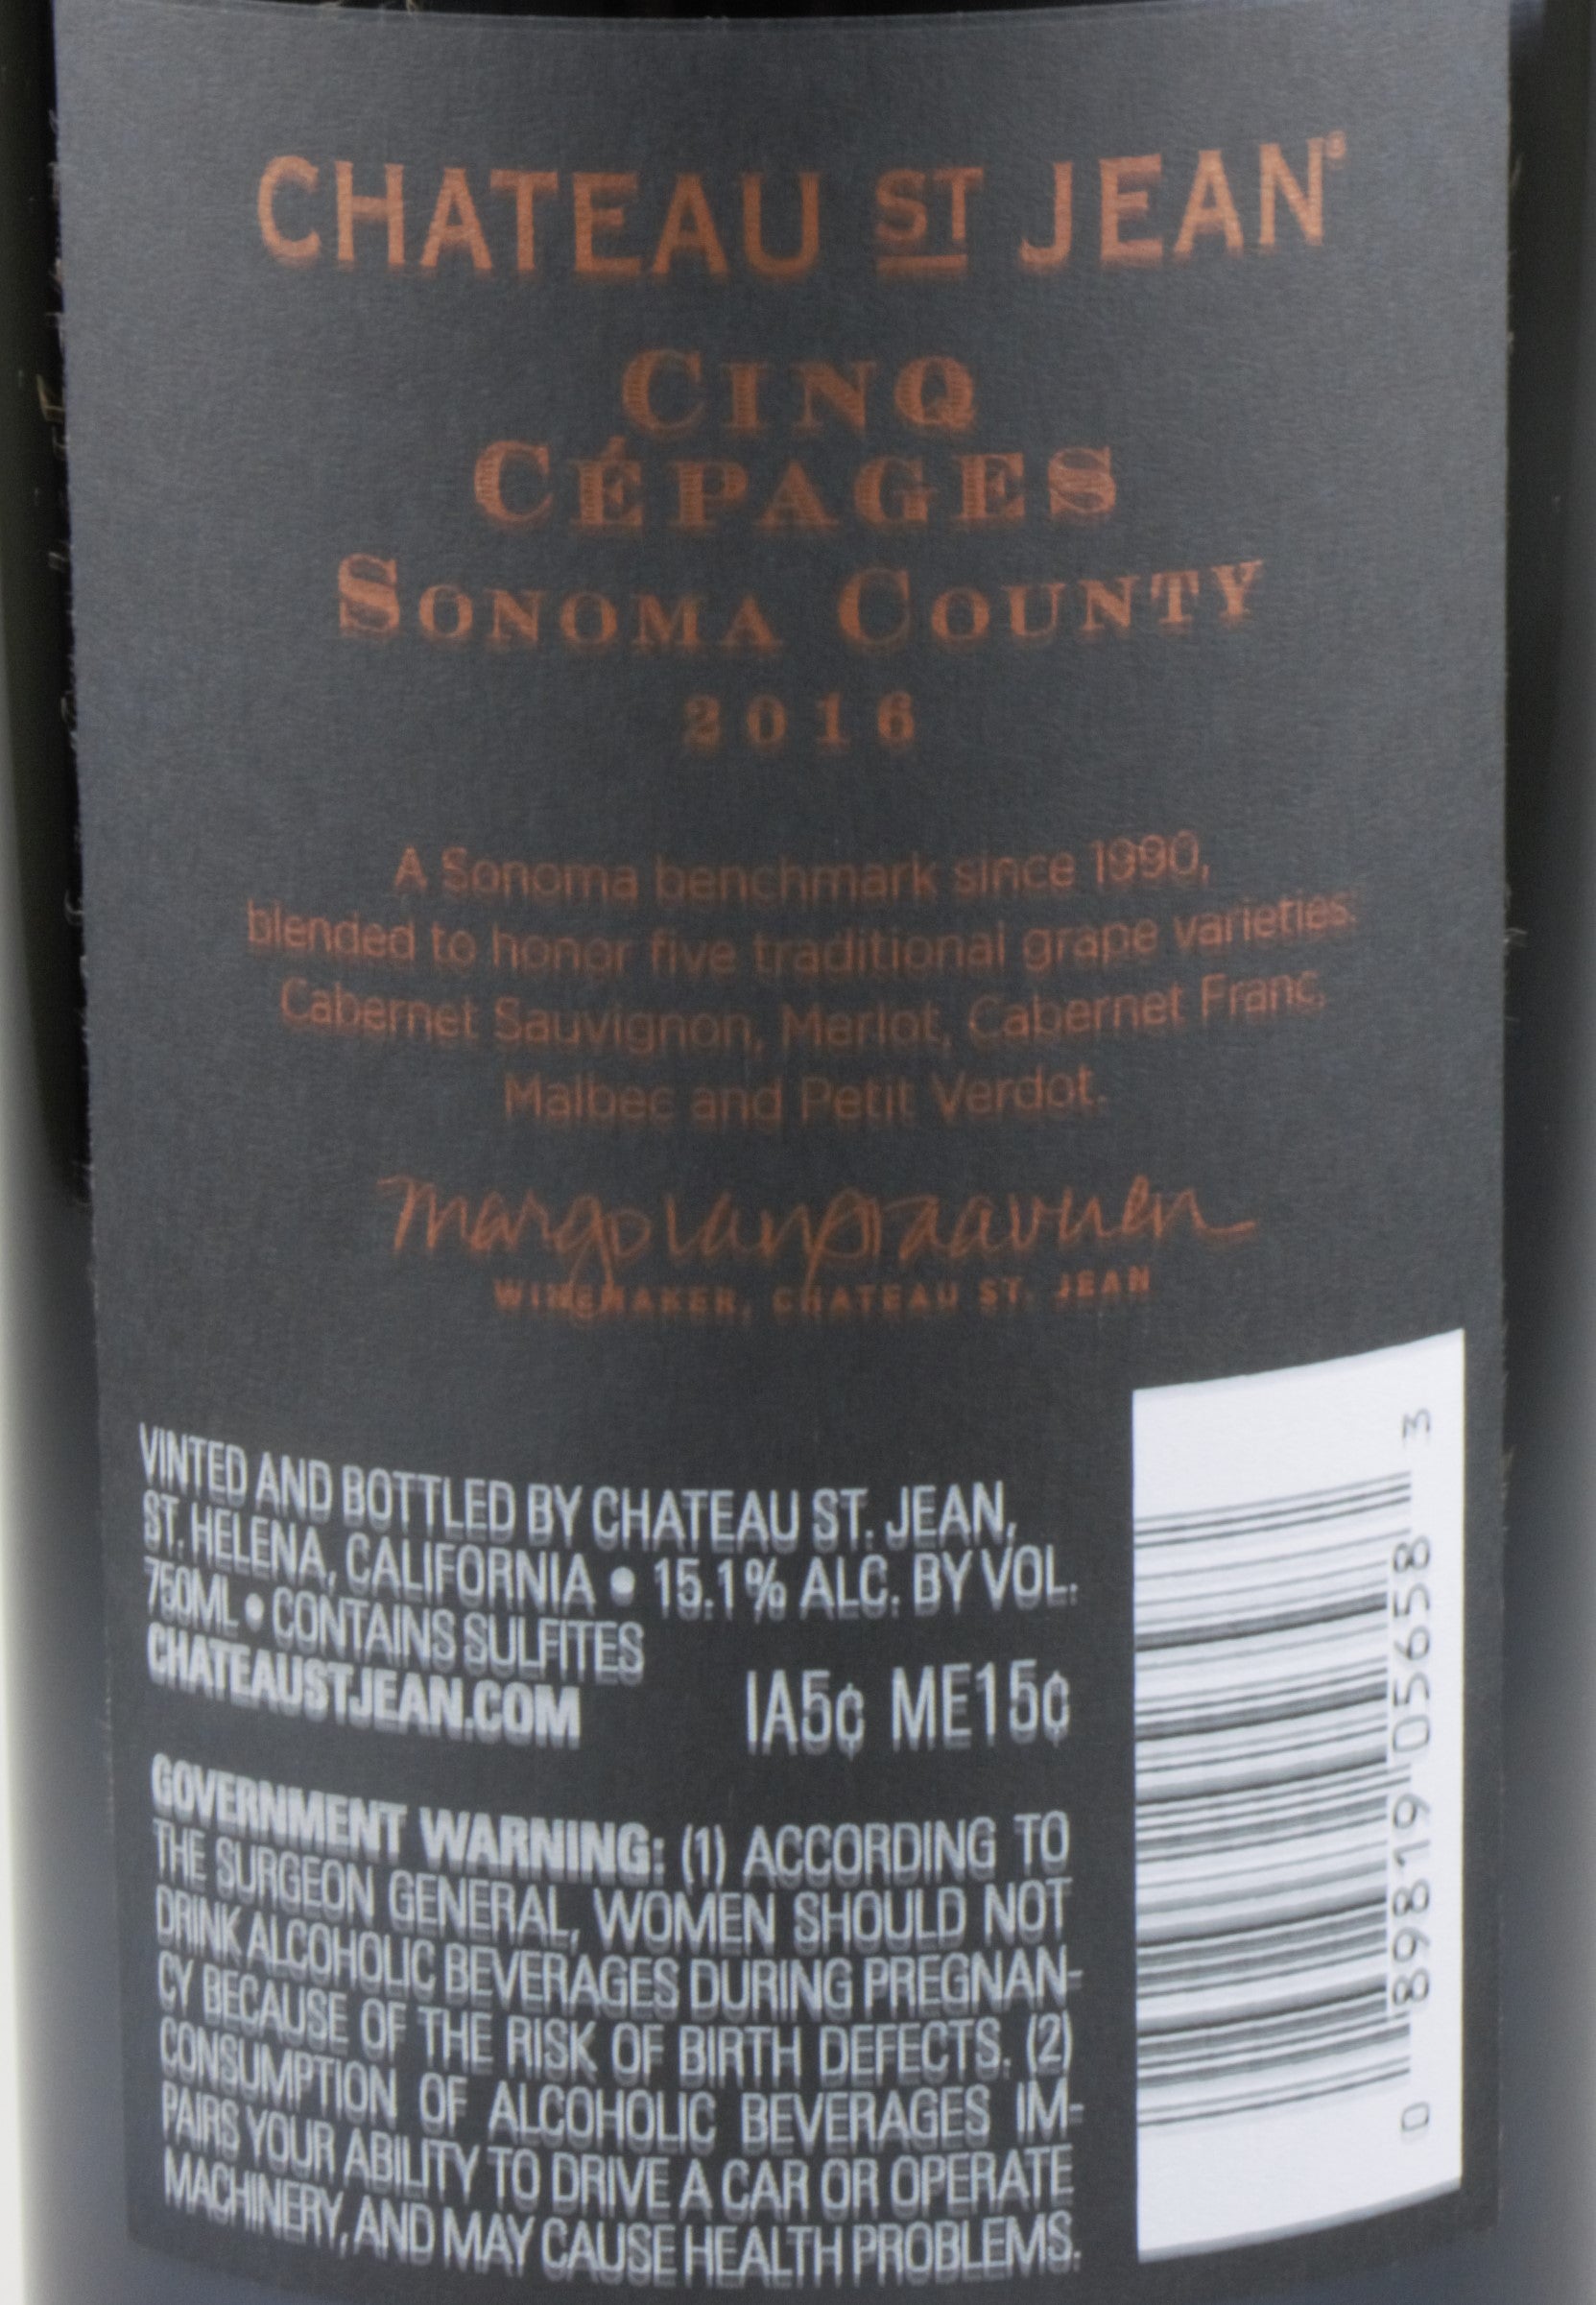 CHATEAU ST JEAN®
CINQ
CÉPAGES
SONOMA COUNTY
2016
A Sonoma benchmark since 1990,
blended to honor five traditional grape varieties:
Cabernet Sauvignon, Merlot, Cabernet Franc,
Malbec and Petit Verdot.
Margo Van Staaveren
WINEMAKER, CHATEAU ST. JEAN
VINTED AND BOTTLED BY CHATEAU ST. JEAN,
ST. HELENA, CALIFORNIA • 15.1% ALC. BY VOL.
750ML • CONTAINS SULFITES
CHATEAUSTJEAN.COM
IA5¢ ME15¢
GOVERNMENT WARNING: (1) ACCORDING TO
THE SURGEON GENERAL, WOMEN SHOULD NOT
DRINK ALCOHOLIC BEVERAGES DURING PREGNAN-
CY BECAUSE OF THE RISK OF BIRTH DEFECTS. (2)
CONSUMPTION OF ALCOHOLIC BEVERAGES IM-
PAIRS YOUR ABILITY TO DRIVE A CAR OR OPERATE
MACHINERY, AND MAY CAUSE HEALTH PROBLEMS.
0 89819 05658 3